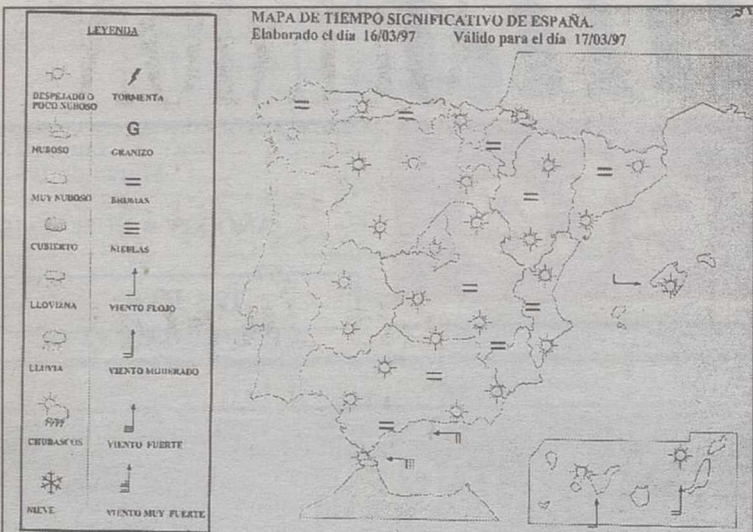 MAPA DE TIEMPO SIGNIFICATIVO DE ESPAÑA.
Elaborado el día 16/03/97 Válido para el día 17/03/97
LEYENDA
DESPEJADO O
POCO NUBOSO
TORMENTA
NUBOSO
G
GRANIZO
MUY NUBOSO
BRUMAS
CUBIERTO
NIEBLAS
LLOVIZNA
VIENTO FLOJO
LLUVIA
VIENTO MODERADO
CHUBASCOS
VIENTO FUERTE
NIEVE
VIENTO MUY FUERTE